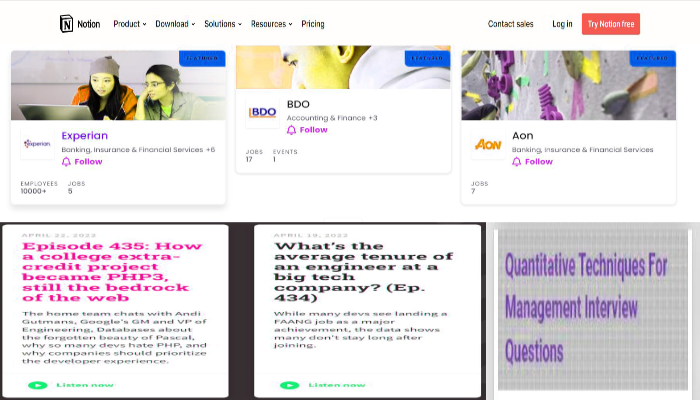 Notion
Product Download Solutions Resources Pricing
Contact sales Log in Try Notion free
FEATURED
Experian
Experian
Banking, Insurance & Financial Services +6
Follow
EMPLOYEES JOBS
10000+ 5
FEATURED
BDO
BDO
Accounting & Finance +3
Follow
JOBS EVENTS
17 1
FEATURED
AON
Aon
Banking, Insurance & Financial Services
Follow
JOBS
7
APRIL 22, 2022
Episode 435: How
a college extra-
credit project
became PHP3,
still the bedrock
of the web
The home team chats with Andi
Gutmans, Google's GM and VP of
Engineering, Databases about
the forgotten beauty of Pascal,
why so many devs hate PHP, and
why companies should prioritize
the developer experience.
Listen now
APRIL 19, 2022
What's the
average tenure of
an engineer at a
big tech
company? (Ep.
434)
While many devs see landing a
FAANG job as a major
achievement, the data shows
many don't stay long after
joining.
Listen now
Quantitative Techniques For
Management Interview
Questions